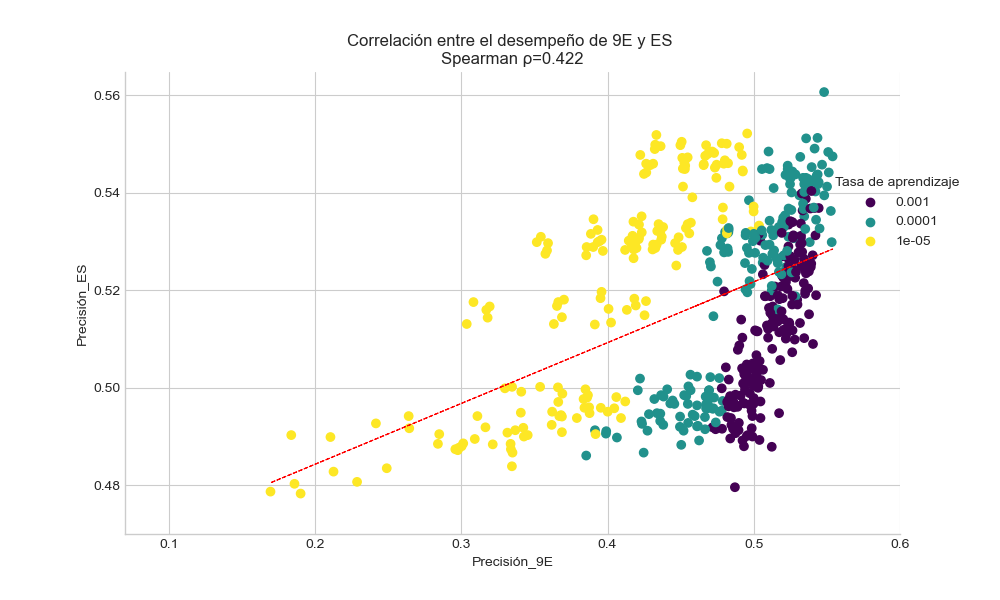 Correlación entre el desempeño de 9E y ES
Spearman ρ=0.422
Precisión_ES
0.56
0.54
0.52
0.50
0.48
Tasa de aprendizaje
0.001
0.0001
1e-05
0.1
0.2
0.3
0.4
0.5
0.6
Precisión_9E